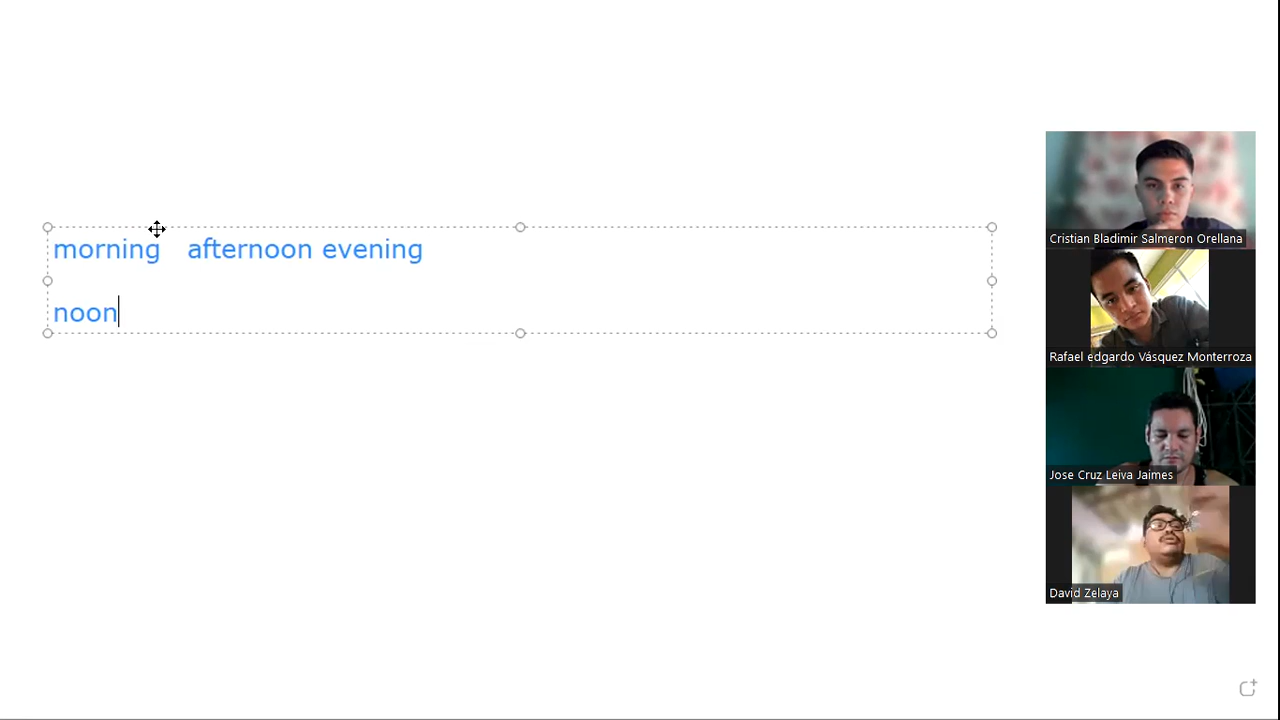 morning afternoon evening
noon
Cristian Bladimir Salmeron Orellana
Rafael edgardo Vásquez Monterroza
Jose Cruz Leiva Jaimes
David Zelaya